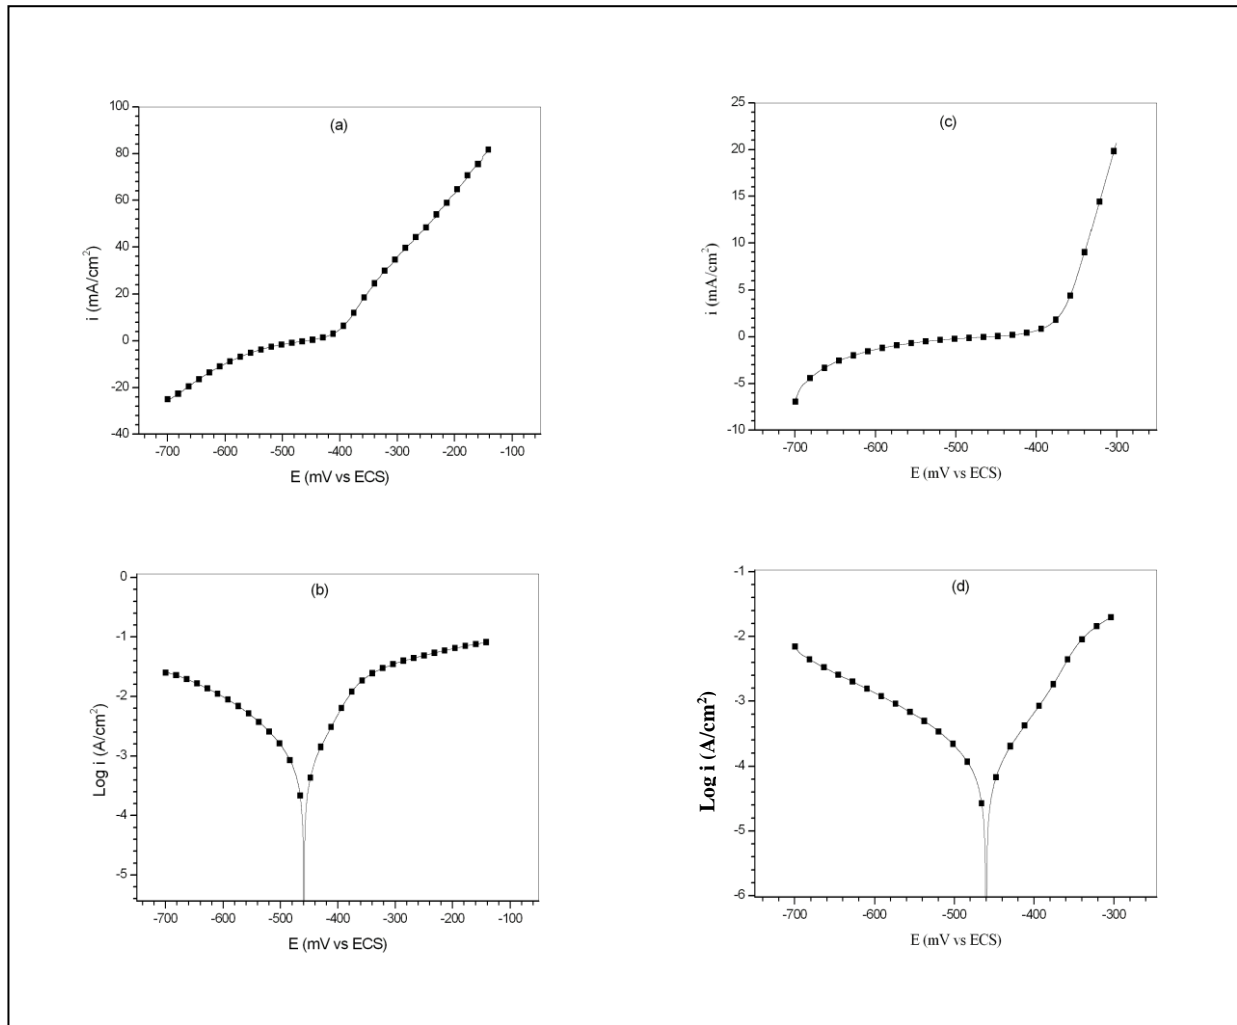 (a)
100
80
60
40
20
0
-20
-40
i (mA/cm²)
-700 -600 -500 -400 -300 -200 -100
E (mV vs ECS)
(c)
25
20
15
10
5
0
-5
-10
i (mA/cm²)
-700 -600 -500 -400 -300
E (mV vs ECS)
(b)
0
-1
-2
-3
-4
-5
Log i (A/cm²)
-700 -600 -500 -400 -300 -200 -100
E (mV vs ECS)
(d)
-1
-2
-3
-4
-5
-6
Log i (A/cm²)
-700 -600 -500 -400 -300
E (mV vs ECS)